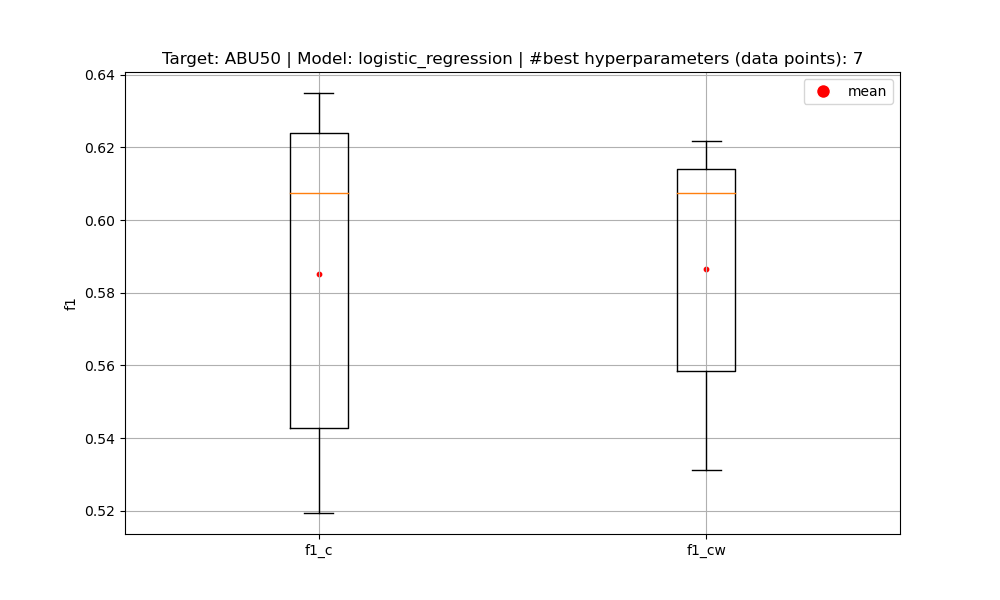 Target: ABU50 | Model: logistic_regression | #best hyperparameters (data points): 7
mean
0.64
0.62
0.60
0.58
0.56
0.54
0.52
f1
f1_c
f1_cw